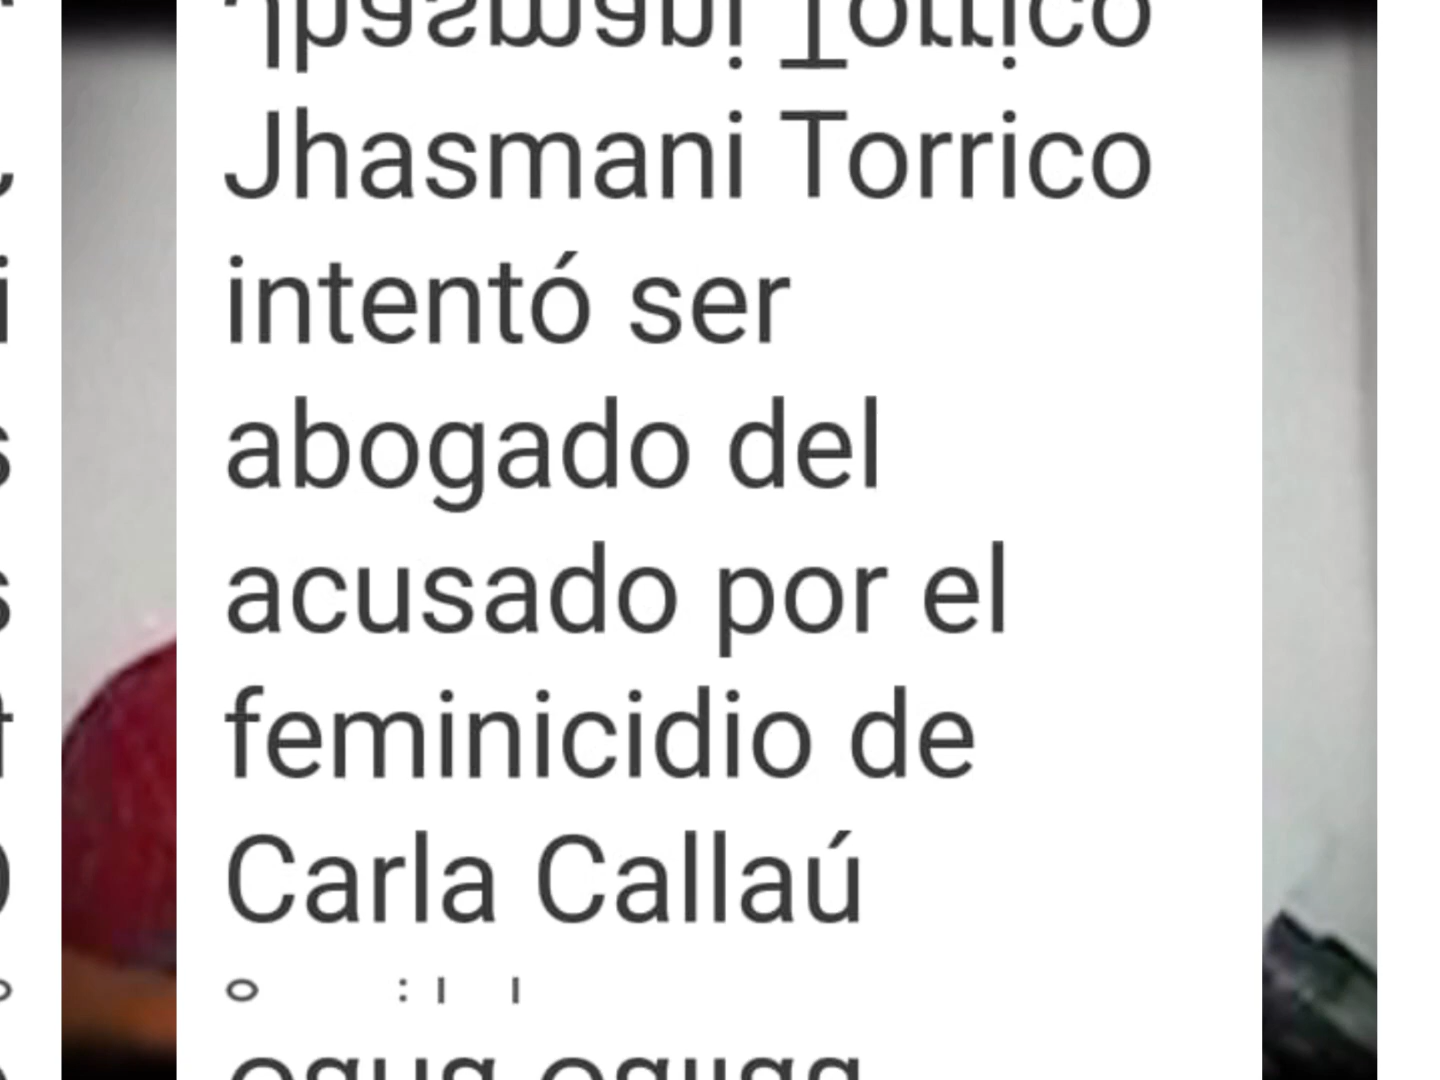 Jhasmani Torrico
intentó ser
abogado del
acusado por el
feminicidio de
Carla Callaú